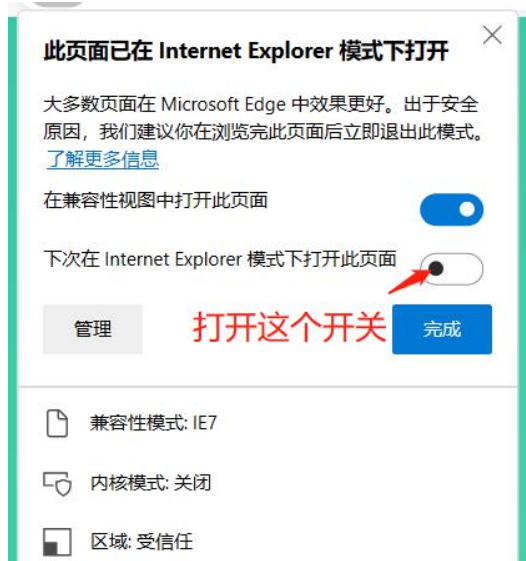 此页面已在 Internet Explorer 模式下打开
大多数页面在 Microsoft Edge 中效果更好。出于安全
原因，我们建议你在浏览完此页面后立即退出此模式。
了解更多信息
在兼容性视图中打开此页面
下次在 Internet Explorer 模式下打开此页面
管理
打开这个开关
完成
兼容性模式: IE7
内核模式: 关闭
区域: 受信任